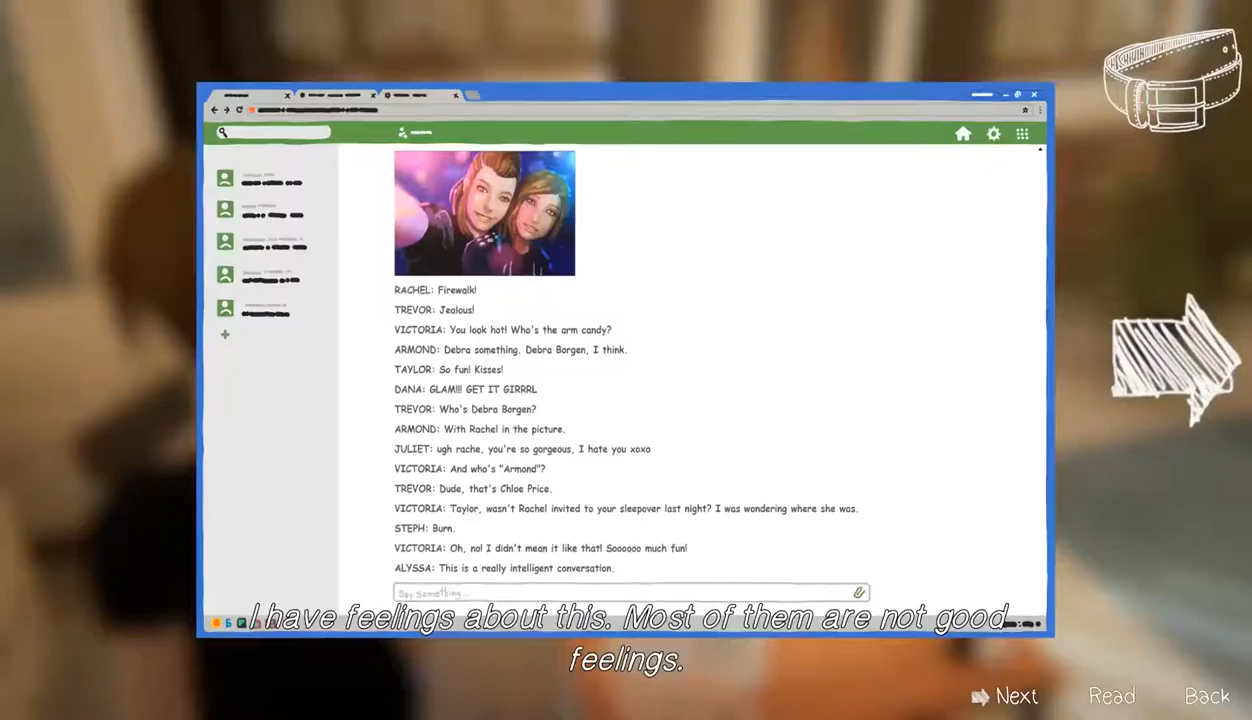 RACHEL: Firewalk!
TREVOR: Jealous!
VICTORIA: You look hot! Who's the arm candy?
ARMOND: Debra something. Debra Borgen, I think.
TAYLOR: So fun! Kisses!
DANA: GLAM!!! GET IT GIRRRL
TREVOR: Who's Debra Borgen?
ARMOND: With Rachel in the picture.
JULIET: ugh rache, you're so gorgeous, I hate you xoxo
VICTORIA: And who's "Armond"?
TREVOR: Dude, that's Chloe Price.
VICTORIA: Taylor, wasn't Rachel invited to your sleepover last night? I was wondering where she was.
STEPH: Burn.
VICTORIA: Oh, no! I didn't mean it like that! Soooooo much fun!
ALYSSA: This is a really intelligent conversation.
Say something...
I have feelings about this. Most of them are not good
feelings.
Next Read Back